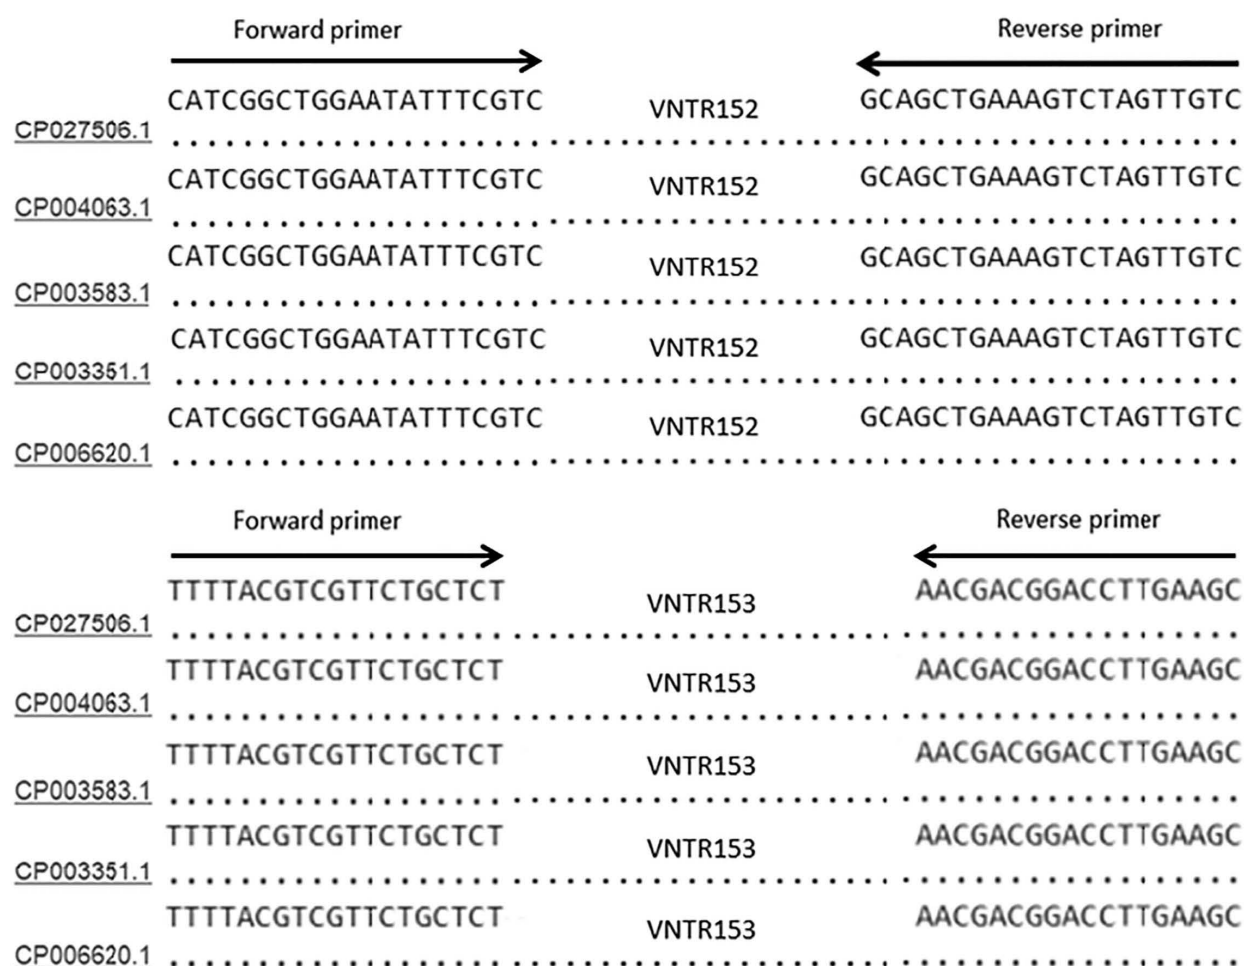 Forward primer Reverse primer
CATCGGCTGGAATATTTCGTC VNTR152 GCAGCTGAAAGTCTAGTTGTC
CP027506.1
CATCGGCTGGAATATTTCGTC VNTR152 GCAGCTGAAAGTCTAGTTGTC
CP004063.1
CATCGGCTGGAATATTTCGTC VNTR152 GCAGCTGAAAGTCTAGTTGTC
CP003583.1
CATCGGCTGGAATATTTCGTC VNTR152 GCAGCTGAAAGTCTAGTTGTC
CP003351.1
CATCGGCTGGAATATTTCGTC VNTR152 GCAGCTGAAAGTCTAGTTGTC
CP006620.1
Forward primer Reverse primer
TTTTACGTCGTTCTGCTCT VNTR153 AACGACGGACCTTGAAGC
CP027506.1
TTTTACGTCGTTCTGCTCT VNTR153 AACGACGGACCTTGAAGC
CP004063.1
TTTTACGTCGTTCTGCTCT VNTR153 AACGACGGACCTTGAAGC
CP003583.1
TTTTACGTCGTTCTGCTCT VNTR153 AACGACGGACCTTGAAGC
CP003351.1
TTTTACGTCGTTCTGCTCT VNTR153 AACGACGGACCTTGAAGC
CP006620.1